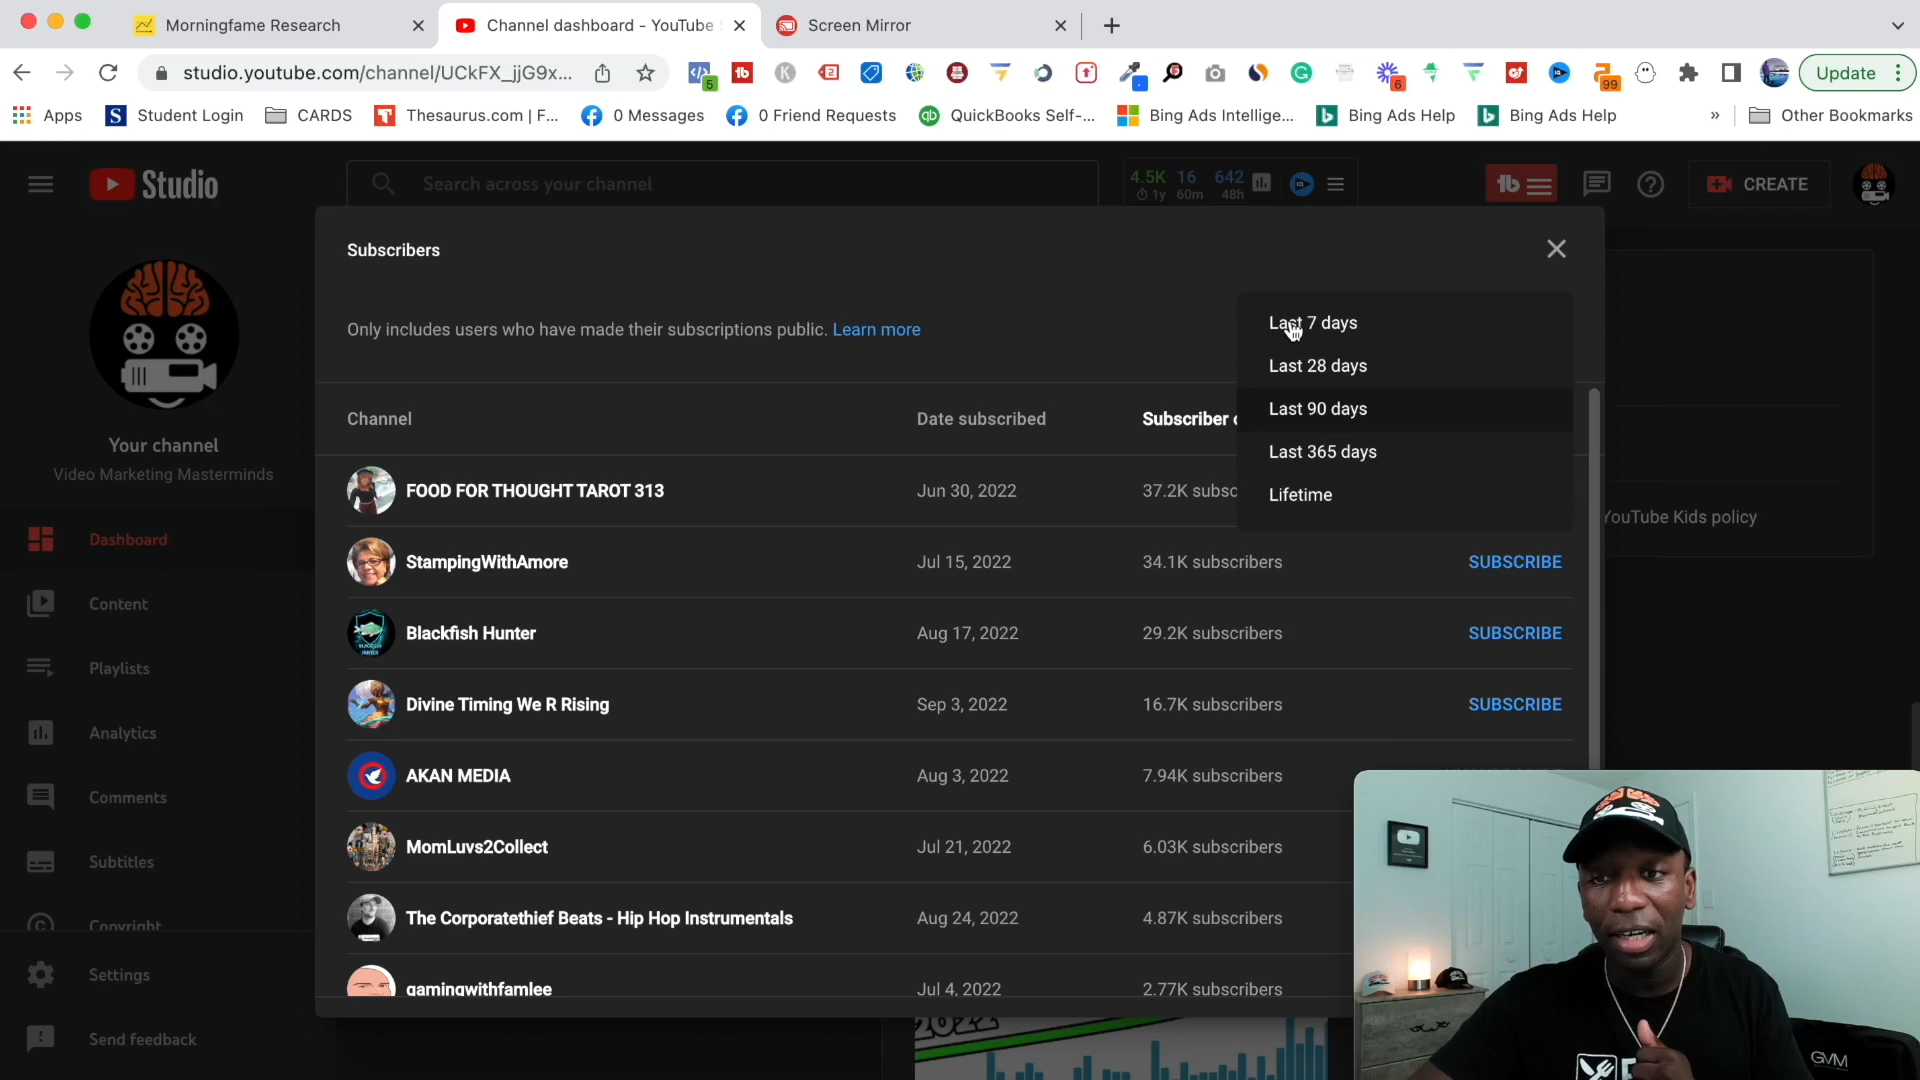 Morningfame Research
Channel dashboard - YouTube
Screen Mirror
studio.youtube.com/channel/UCkFX_jjG9x...
5
2
6
99
Update
Apps
Student Login
CARDS
Thesaurus.com | F...
0 Messages
0 Friend Requests
QuickBooks Self-...
Bing Ads Intellige...
Bing Ads Help
Bing Ads Help
»
Other Bookmarks
Studio
Search across your channel
4.5K 16 642
1y 60m 48h
CREATE
Subscribers
Only includes users who have made their subscriptions public. Learn more
Last 7 days
Last 28 days
Last 90 days
Last 365 days
Lifetime
Your channel
Video Marketing Masterminds
Dashboard
Content
Playlists
Analytics
Comments
Subtitles
Copyright
Settings
Send feedback
Channel Date subscribed Subscriber
FOOD FOR THOUGHT TAROT 313 Jun 30, 2022 37.2K subsc
StampingWithAmore Jul 15, 2022 34.1K subscribers SUBSCRIBE
Blackfish Hunter Aug 17, 2022 29.2K subscribers SUBSCRIBE
Divine Timing We R Rising Sep 3, 2022 16.7K subscribers SUBSCRIBE
AKAN MEDIA Aug 3, 2022 7.94K subscribers
MomLuvs2Collect Jul 21, 2022 6.03K subscribers
The Corporatethief Beats - Hip Hop Instrumentals Aug 24, 2022 4.87K subscribers
gamingwithfamlee Jul 4, 2022 2.77K subscribers
YouTube Kids policy
2022
GVM